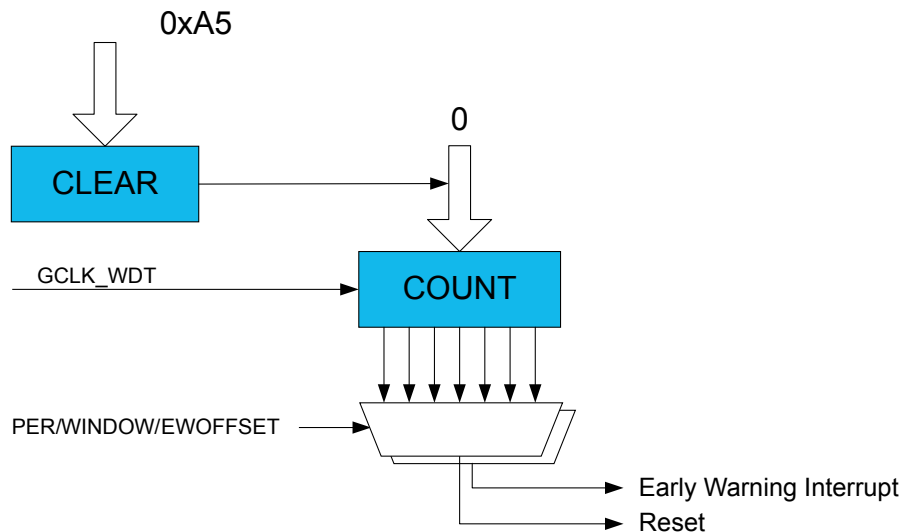 0xA5
0
CLEAR
GCLK_WDT
COUNT
PER/WINDOW/EWOFFSET
Early Warning Interrupt
Reset